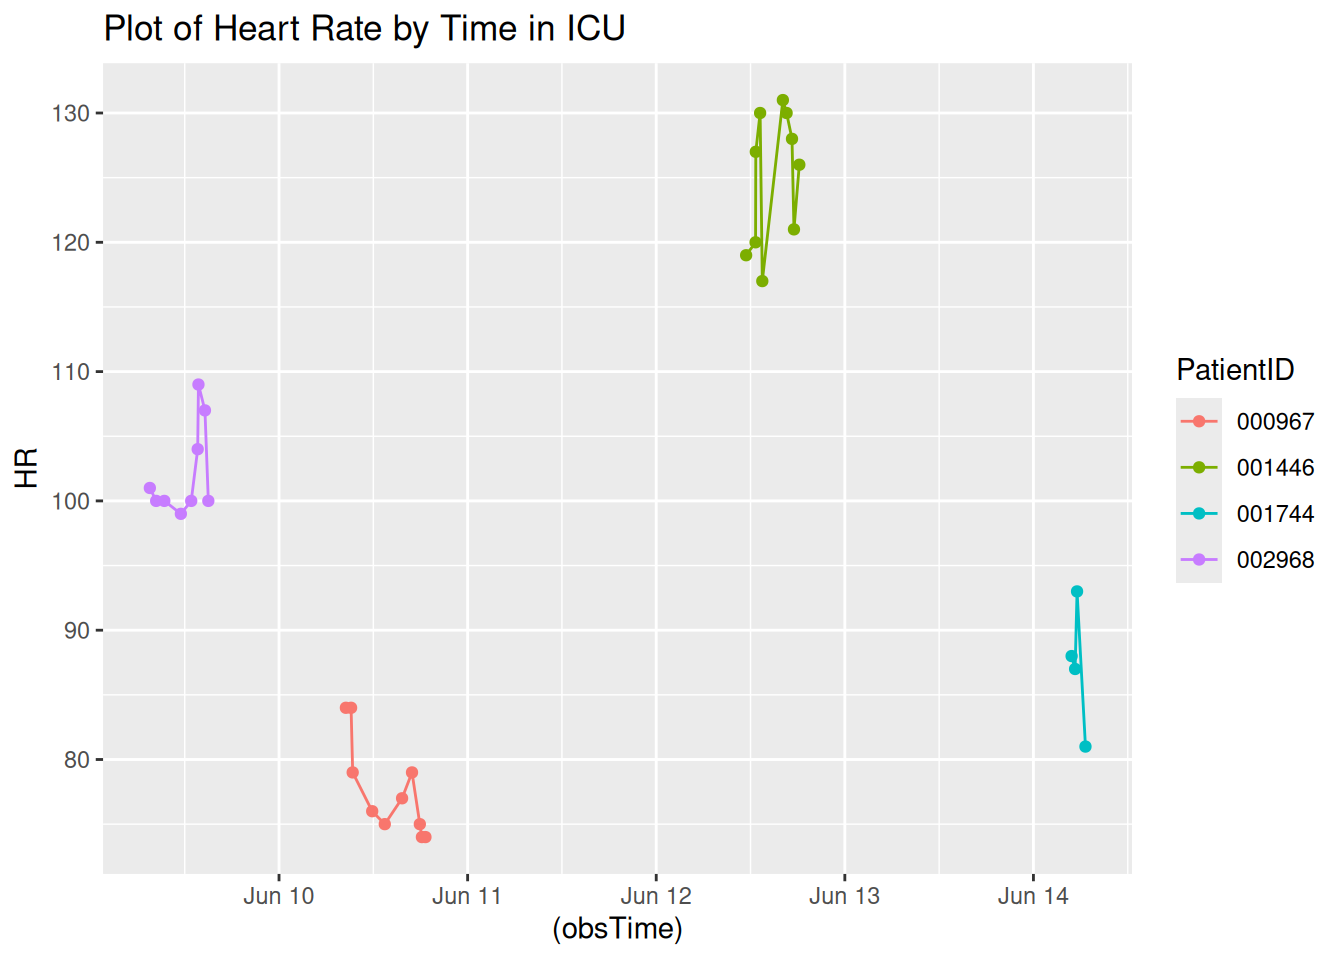 Plot of Heart Rate by Time in ICU
130
120
110
100
90
80
HR
Jun 10 Jun 11 Jun 12 Jun 13 Jun 14
(obsTime)
PatientID
000967
001446
001744
002968